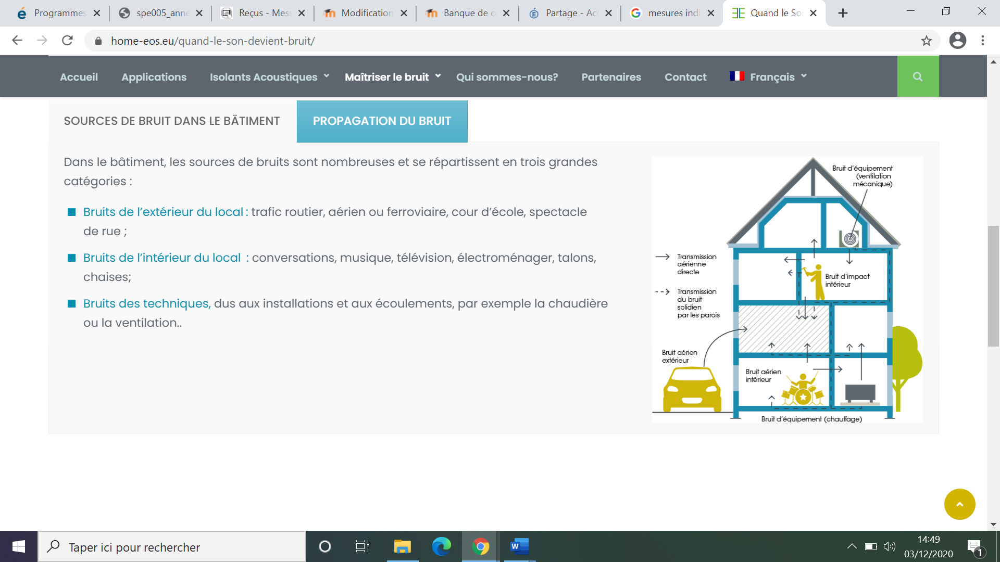 Programmes
spe005_anne
Reçus - Mess
Modification
Banque de c
Partage - Ac
mesures indi
Quand le So
home-eos.eu/quand-le-son-devient-bruit/
Accueil
Applications
Isolants Acoustiques
Maîtriser le bruit
Qui sommes-nous?
Partenaires
Contact
Français
SOURCES DE BRUIT DANS LE BÄTIMENT
PROPAGATION DU BRUIT
Dans le bâtiment, les sources de bruits sont nombreuses et se répartissent en trois grandes
catégories :
Bruits de l'extérieur du local : trafic routier, aérien ou ferroviaire, cour d'école, spectacle
de rue ;
Bruits de l'intérieur du local : conversations, musique, télévision, électroménager, talons,
chaises;
Bruits des techniques, dus aux installations et aux écoulements, par exemple la chaudière
ou la ventilation..
Bruit d'équipement
(ventilation
mécanique)
Transmission
aérienne
directe
Transmission
du bruit
solidien
par les parois
Bruit d'impact
intérieur
Bruit aérien
extérieur
Bruit aérien
intérieur
Bruit d'équipement (chauffage)
Taper ici pour rechercher
14:49
03/12/2020
1